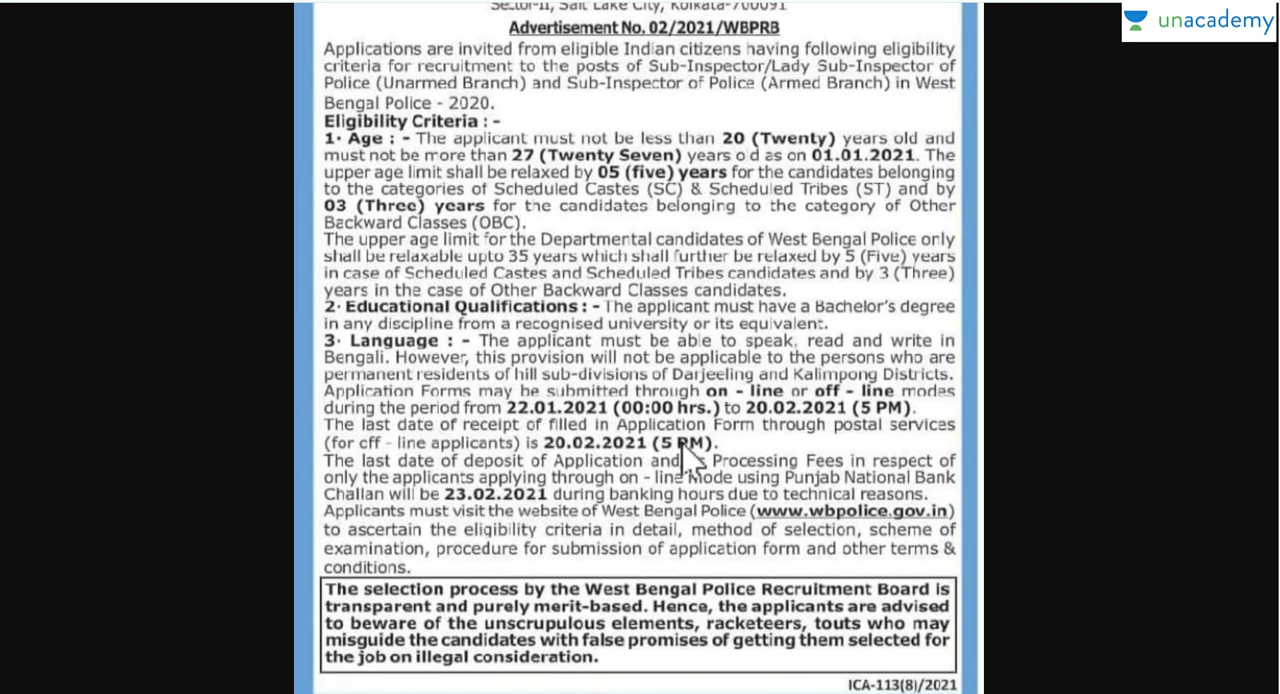 Sector-II, Salt Lake City, Kolkata-700091
unacademy
Advertisement No. 02/2021/WBPRB
Applications are invited from eligible Indian citizens having following eligibility
criteria for recruitment to the posts of Sub-Inspector/Lady Sub-Inspector of
Police (Unarmed Branch) and Sub-Inspector of Police (Armed Branch) in West
Bengal Police - 2020.
Eligibility Criteria : -
1· Age : - The applicant must not be less than 20 (Twenty) years old and
must not be more than 27 (Twenty Seven) years old as on 01.01.2021. The
upper age limit shall be relaxed by 05 (five) years for the candidates belonging
to the categories of Scheduled Castes (SC) & Scheduled Tribes (ST) and by
03 (Three) years for the candidates belonging to the category of Other
Backward Classes (OBC).
The upper age limit for the Departmental candidates of West Bengal Police only
shall be relaxable upto 35 years which shall further be relaxed by 5 (Five) years
in case of Scheduled Castes and Scheduled Tribes candidates and by 3 (Three)
years in the case of Other Backward Classes candidates.
2· Educational Qualifications : - The applicant must have a Bachelor's degree
in any discipline from a recognised university or its equivalent.
3· Language : - The applicant must be able to speak, read and write in
Bengali. However, this provision will not be applicable to the persons who are
permanent residents of hill sub-divisions of Darjeeling and Kalimpong Districts.
Application Forms may be submitted through on - line or off - line modes
during the period from 22.01.2021 (00:00 hrs.) to 20.02.2021 (5 PM).
The last date of receipt of filled in Application Form through postal services
(for off - line applicants) is 20.02.2021 (5 PM).
The last date of deposit of Application and Processing Fees in respect of
only the applicants applying through on - line Mode using Punjab National Bank
Challan will be 23.02.2021 during banking hours due to technical reasons.
Applicants must visit the website of West Bengal Police (www.wbpolice.gov.in)
to ascertain the eligibility criteria in detail, method of selection, scheme of
examination, procedure for submission of application form and other terms &
conditions.
The selection process by the West Bengal Police Recruitment Board is
transparent and purely merit-based. Hence, the applicants are advised
to beware of the unscrupulous elements, racketeers, touts who may
misguide the candidates with false promises of getting them selected for
the job on illegal consideration.
ICA-113(8)/2021